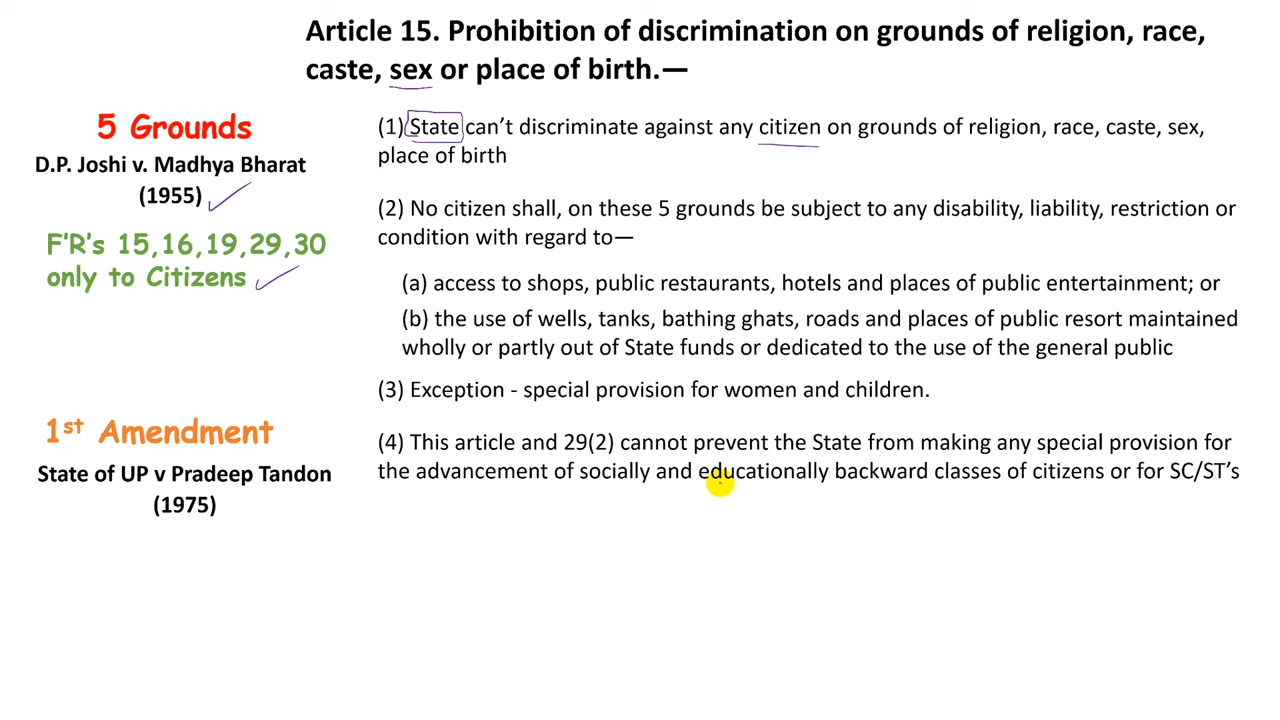 Article 15. Prohibition of discrimination on grounds of religion, race,
caste, sex or place of birth.—
5 Grounds
D.P. Joshi v. Madhya Bharat
(1955)
F'R's 15,16,19,29,30
only to Citizens
1st Amendment
State of UP v Pradeep Tandon
(1975)
(1) State can't discriminate against any citizen on grounds of religion, race, caste, sex,
place of birth
(2) No citizen shall, on these 5 grounds be subject to any disability, liability, restriction or
condition with regard to—
(a) access to shops, public restaurants, hotels and places of public entertainment; or
(b) the use of wells, tanks, bathing ghats, roads and places of public resort maintained
wholly or partly out of State funds or dedicated to the use of the general public
(3) Exception - special provision for women and children.
(4) This article and 29(2) cannot prevent the State from making any special provision for
the advancement of socially and educationally backward classes of citizens or for SC/ST's